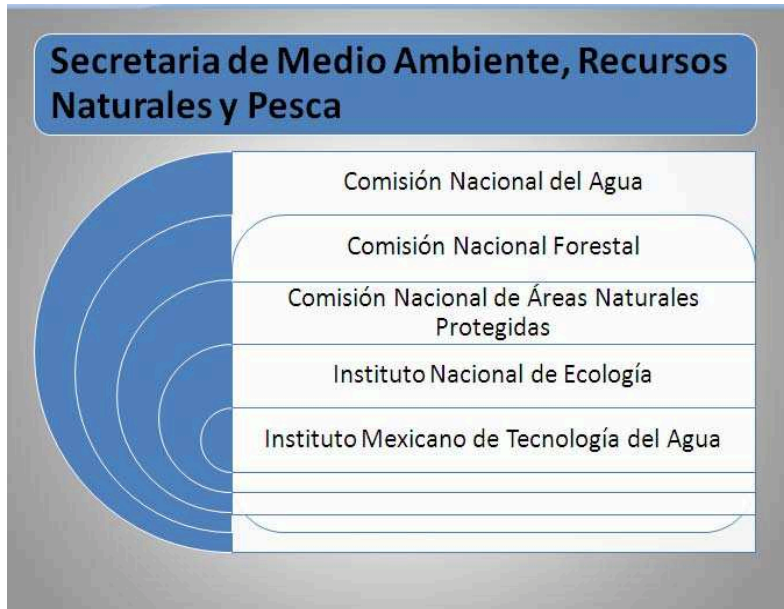 Secretaria de Medio Ambiente, Recursos
Naturales y Pesca
Comisión Nacional del Agua
Comisión Nacional Forestal
Comisión Nacional de Áreas Naturales
Protegidas
Instituto Nacional de Ecología
Instituto Mexicano de Tecnología del Agua